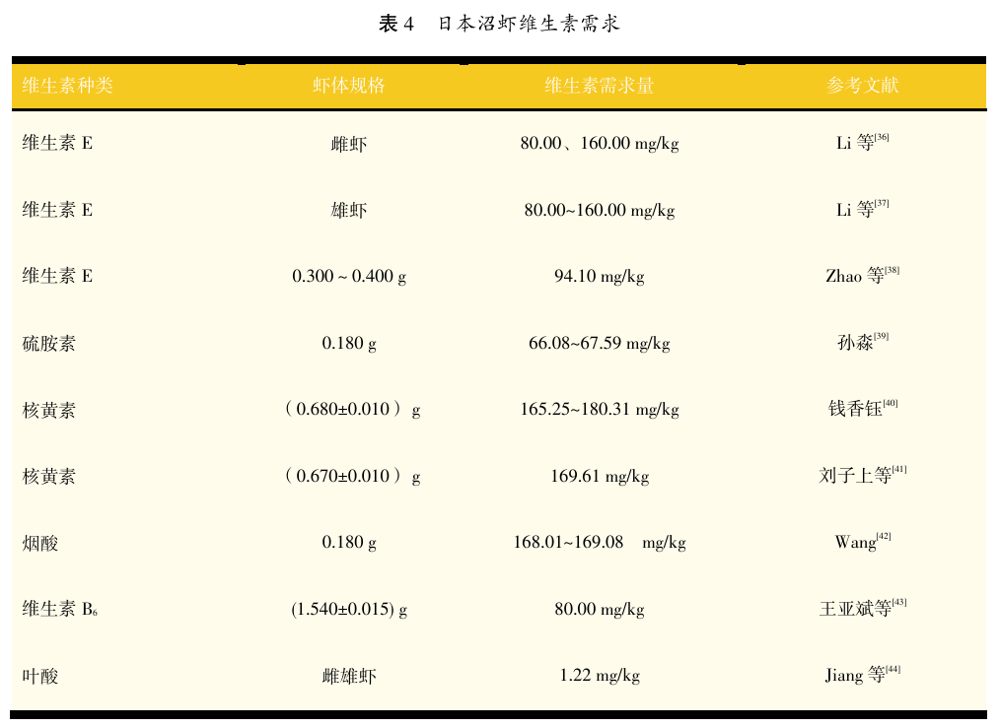 表 4 日本沼虾维生素需求
维生素种类 虾体规格 维生素需求量 参考文献
维生素 E 雌虾 80.00、160.00 mg/kg Li 等[36]
维生素 E 雄虾 80.00~160.00 mg/kg Li 等[37]
维生素 E 0.300 ~ 0.400 g 94.10 mg/kg Zhao 等[38]
硫胺素 0.180 g 66.08~67.59 mg/kg 孙淼[39]
核黄素 （0.680±0.010）g 165.25~180.31 mg/kg 钱香钰[40]
核黄素 （0.670±0.010）g 169.61 mg/kg 刘子上等[41]
烟酸 0.180 g 168.01~169.08 mg/kg Wang[42]
维生素 B₆ (1.540±0.015) g 80.00 mg/kg 王亚斌等[43]
叶酸 雌雄虾 1.22 mg/kg Jiang 等[44]